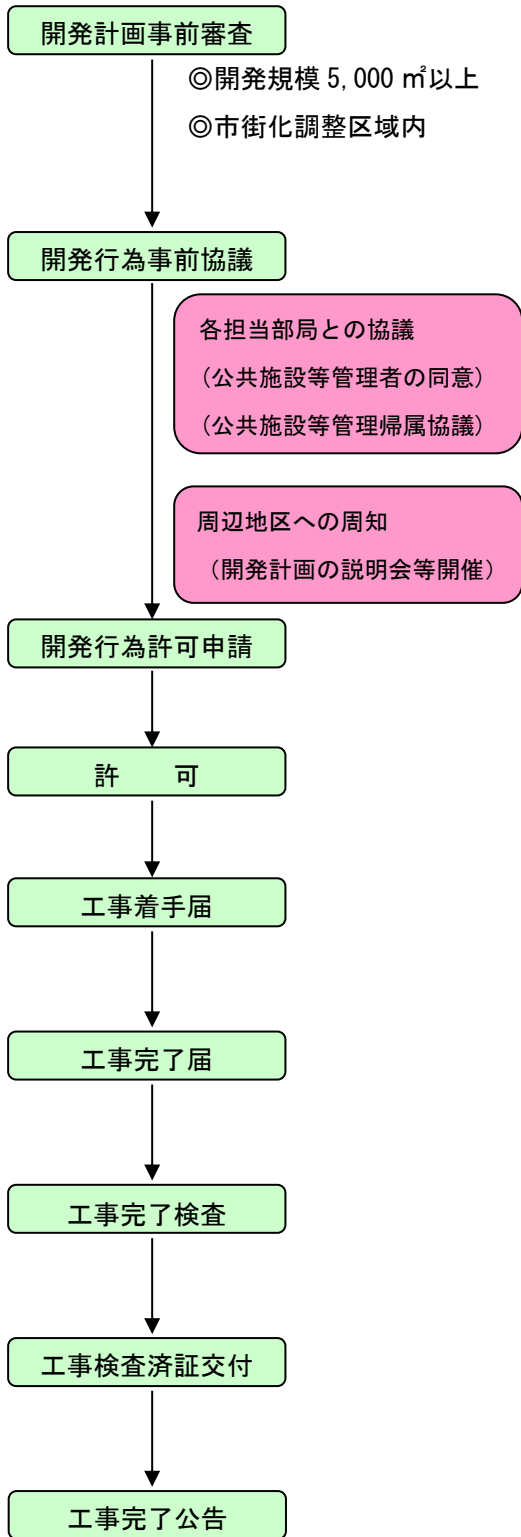 開発計画事前審査
◎開発規模 5,000 ㎡以上
◎市街化調整区域内
開発行為事前協議
各担当部局との協議
（公共施設等管理者の同意）
（公共施設等管理帰属協議）
周辺地区への周知
（開発計画の説明会等開催）
開発行為許可申請
許　　可
工事着手届
工事完了届
工事完了検査
工事検査済証交付
工事完了公告